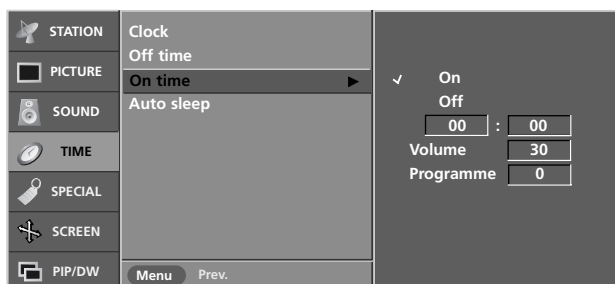 STATION
PICTURE
SOUND
TIME
SPECIAL
SCREEN
PIP/DW
Clock
Off time
On time
Auto sleep
Menu Prev.
On
Off
00 : 00
Volume 30
Programme 0